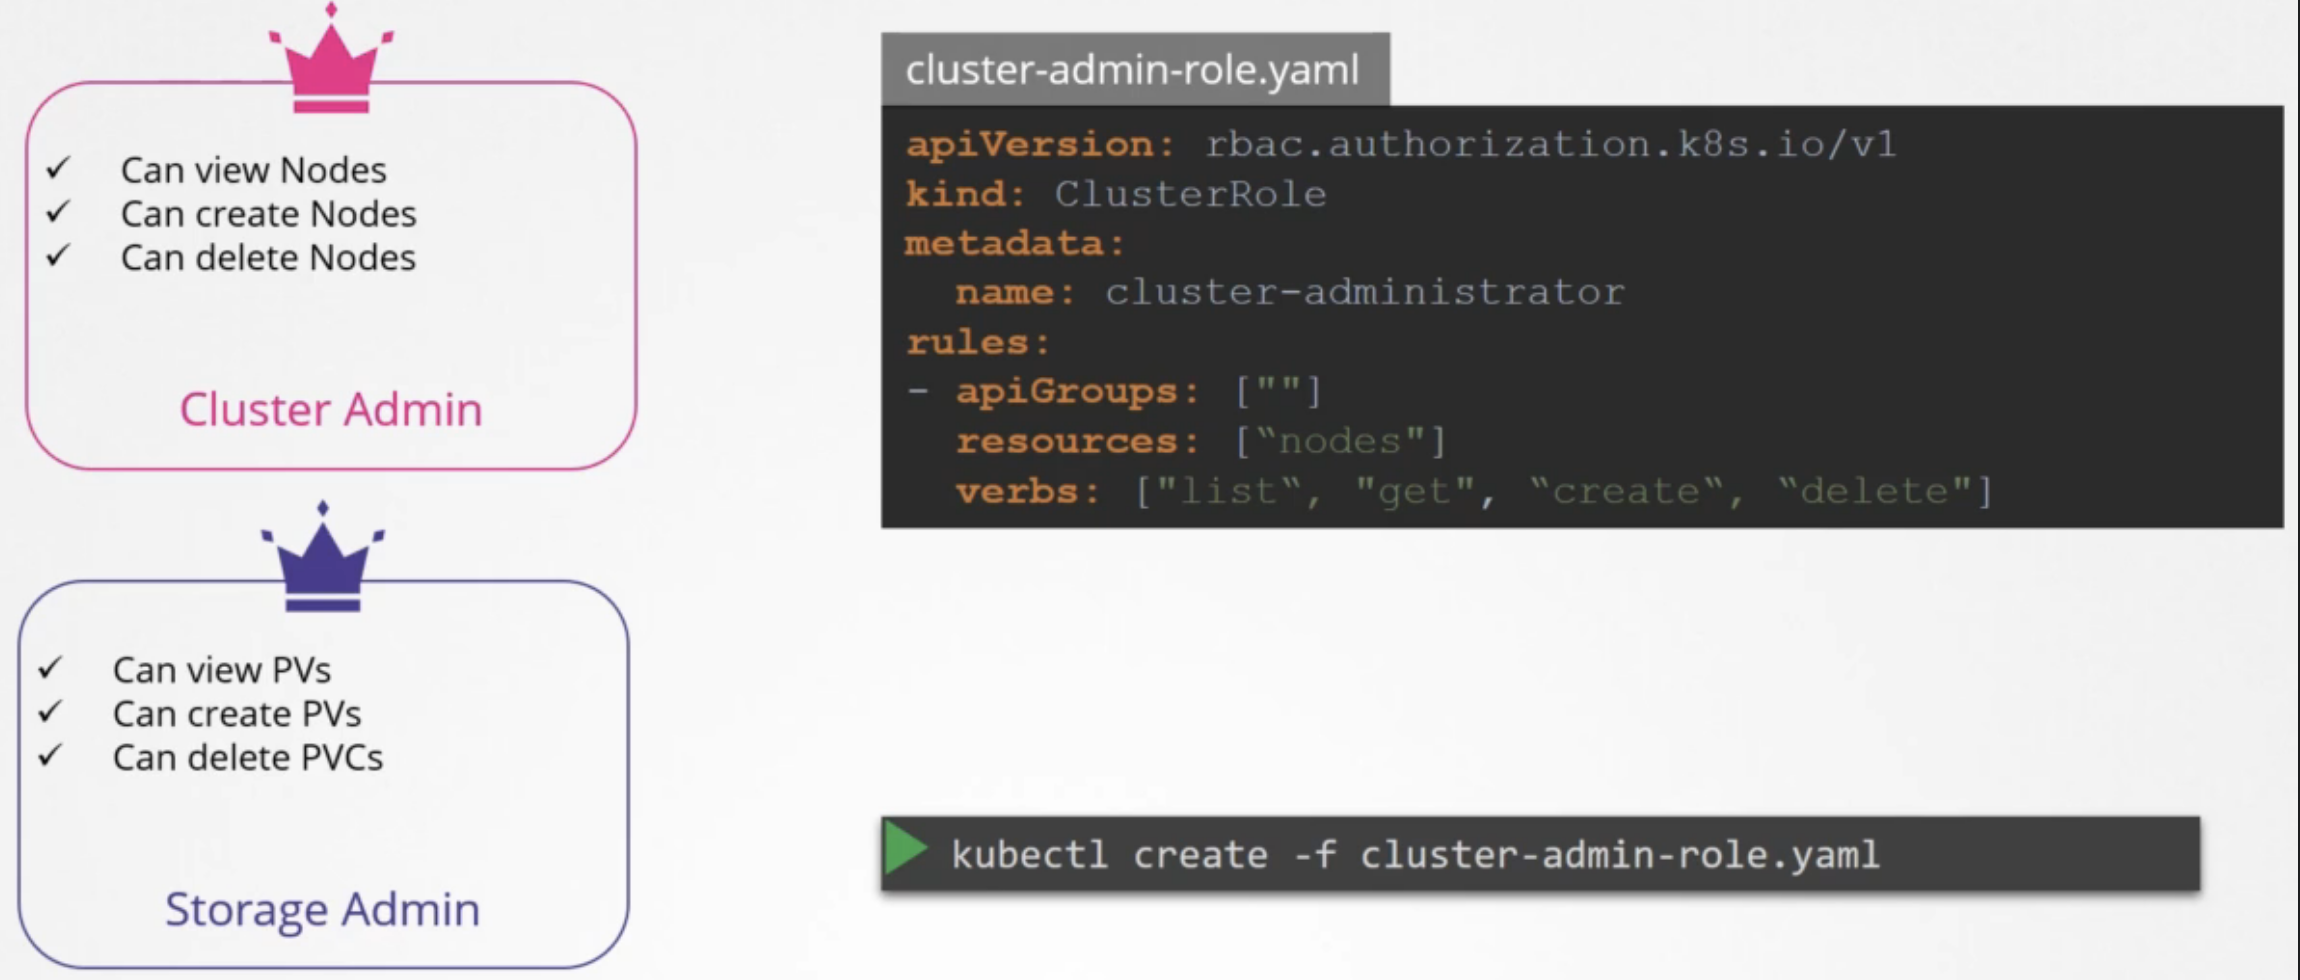 ✓ Can view Nodes
✓ Can create Nodes
✓ Can delete Nodes
Cluster Admin
✓ Can view PVs
✓ Can create PVs
✓ Can delete PVCs
Storage Admin
cluster-admin-role.yaml
apiVersion: rbac.authorization.k8s.io/v1
kind: ClusterRole
metadata:
  name: cluster-administrator
rules:
- apiGroups: [""]
  resources: [“nodes"]
  verbs: ["list“, "get", “create“, “delete"]
kubectl create -f cluster-admin-role.yaml